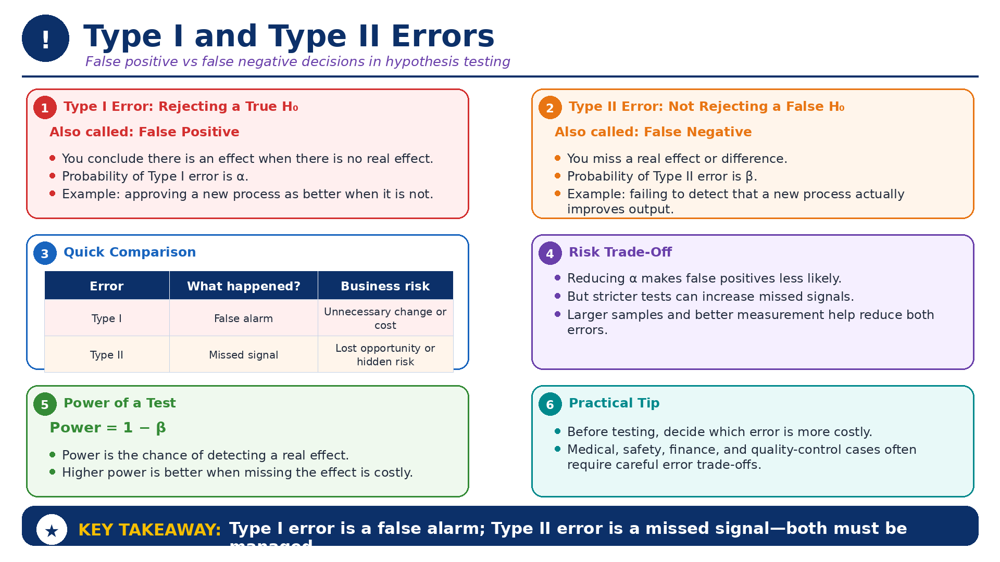 !
Type I and Type II Errors
False positive vs false negative decisions in hypothesis testing
1 Type I Error: Rejecting a True H₀
Also called: False Positive
• You conclude there is an effect when there is no real effect.
• Probability of Type I error is α.
• Example: approving a new process as better when it is not.
2 Type II Error: Not Rejecting a False H₀
Also called: False Negative
• You miss a real effect or difference.
• Probability of Type II error is β.
• Example: failing to detect that a new process actually
improves output.
3 Quick Comparison
Error What happened? Business risk
Type I False alarm Unnecessary change or
cost
Type II Missed signal Lost opportunity or
hidden risk
4 Risk Trade-Off
• Reducing α makes false positives less likely.
• But stricter tests can increase missed signals.
• Larger samples and better measurement help reduce both
errors.
5 Power of a Test
Power = 1 − β
• Power is the chance of detecting a real effect.
• Higher power is better when missing the effect is costly.
6 Practical Tip
• Before testing, decide which error is more costly.
• Medical, safety, finance, and quality-control cases often
require careful error trade-offs.
★ KEY TAKEAWAY: Type I error is a false alarm; Type II error is a missed signal—both must be
managed